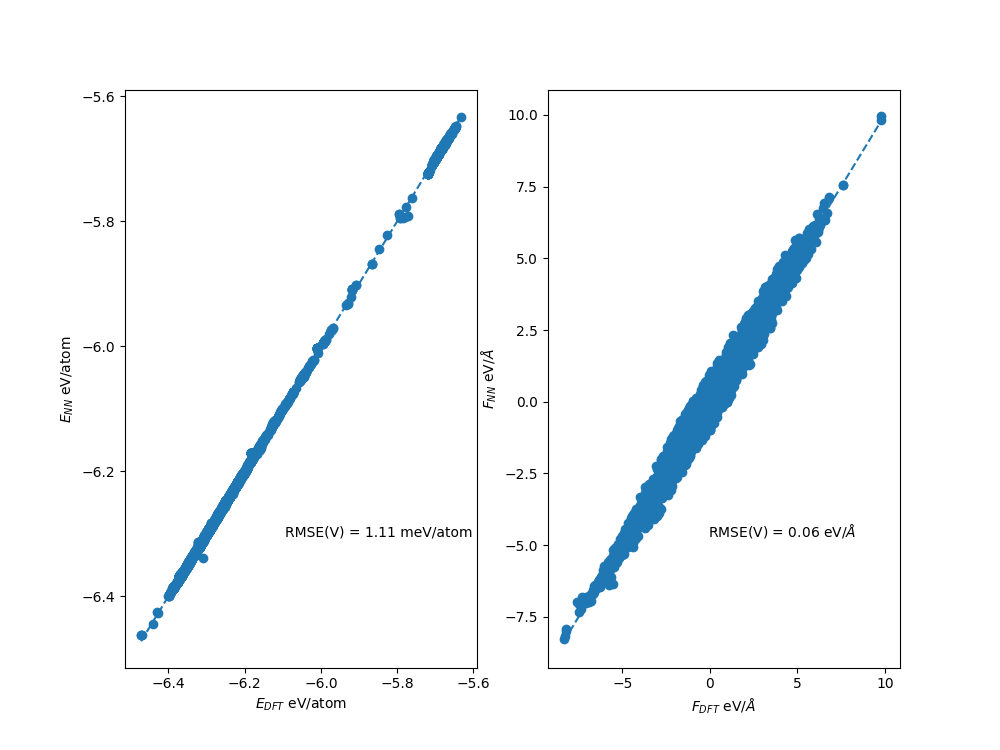 −5.6
−5.8
−6.0
−6.2
−6.4
E_NN eV/atom
RMSE(V) = 1.11 meV/atom
−6.4 −6.2 −6.0 −5.8 −5.6
E_DFT eV/atom
10.0
7.5
5.0
2.5
0.0
−2.5
−5.0
−7.5
F_NN eV/Å
RMSE(V) = 0.06 eV/Å
−5 0 5 10
F_DFT eV/Å